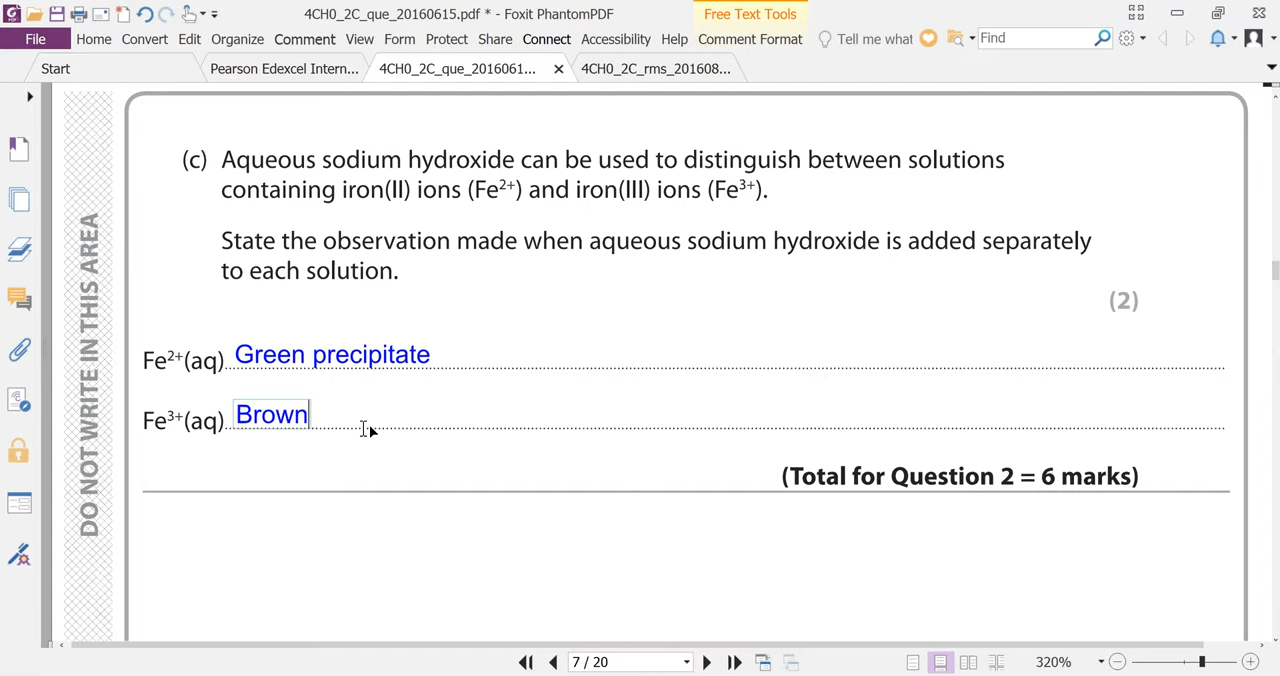 4CH0_2C_que_20160615.pdf * - Foxit PhantomPDF
Free Text Tools
File Home Convert Edit Organize Comment View Form Protect Share Connect Accessibility Help Comment Format Tell me what Find
Start
Pearson Edexcel Intern...
4CH0_2C_que_2016061...
4CH0_2C_rms_201608...
DO NOT WRITE IN THIS AREA
(c) Aqueous sodium hydroxide can be used to distinguish between solutions
containing iron(II) ions (Fe²⁺) and iron(III) ions (Fe³⁺).
State the observation made when aqueous sodium hydroxide is added separately
to each solution.
(2)
Fe²⁺(aq) Green precipitate
Fe³⁺(aq) Brown
(Total for Question 2 = 6 marks)
7 / 20
320%